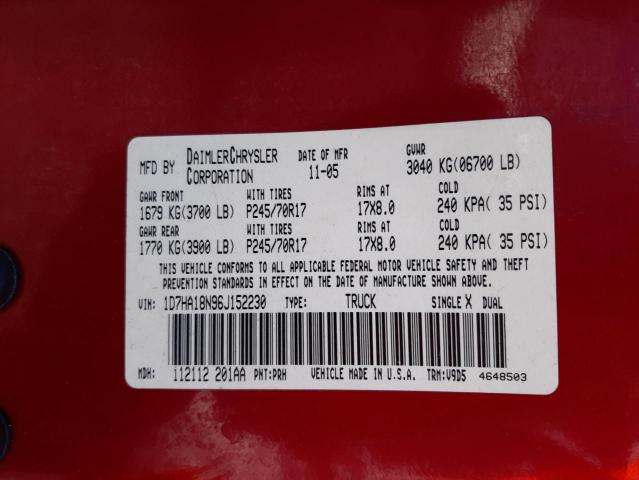 MFD BY DAIMLERCHRYSLER CORPORATION DATE OF MFR 11-05 GVWR 3040 KG(06700 LB)
GAWR FRONT WITH TIRES RIMS AT COLD
1679 KG(3700 LB) P245/70R17 17X8.0 240 KPA( 35 PSI)
GAWR REAR WITH TIRES RIMS AT COLD
1770 KG(3900 LB) P245/70R17 17X8.0 240 KPA( 35 PSI)
THIS VEHICLE CONFORMS TO ALL APPLICABLE FEDERAL MOTOR VEHICLE SAFETY AND THEFT
PREVENTION STANDARDS IN EFFECT ON THE DATE OF MANUFACTURE SHOWN ABOVE.
VIN: 1D7HA18N96J152230 TYPE: TRUCK SINGLE X DUAL
MDH: 112112 201AA PNT:PRH VEHICLE MADE IN U.S.A. TRM:V9D5 4648503